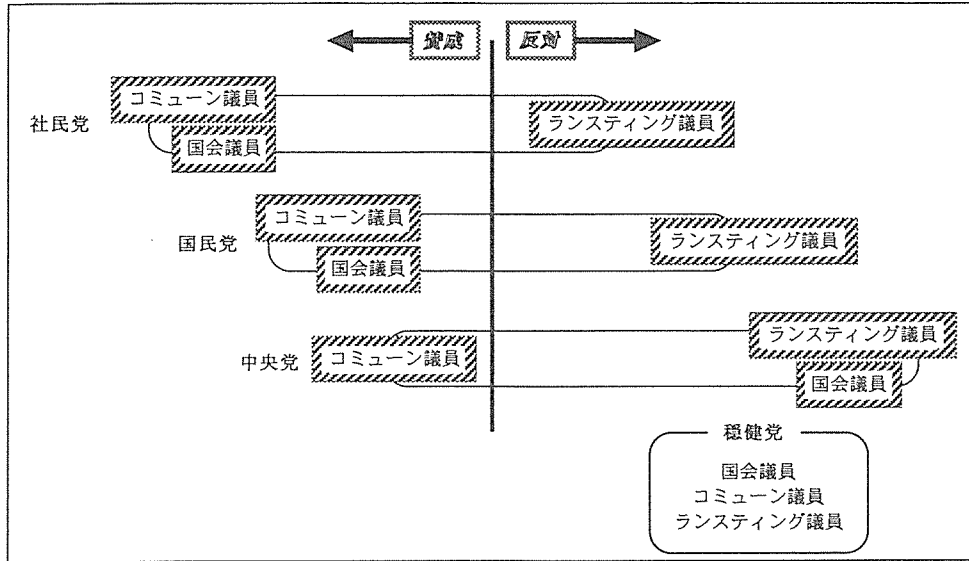 賛成 反対
社民党
コミューン議員
国会議員
ランスティング議員
国民党
コミューン議員
国会議員
ランスティング議員
中央党
コミューン議員
ランスティング議員
国会議員
穏健党
国会議員
コミューン議員
ランスティング議員